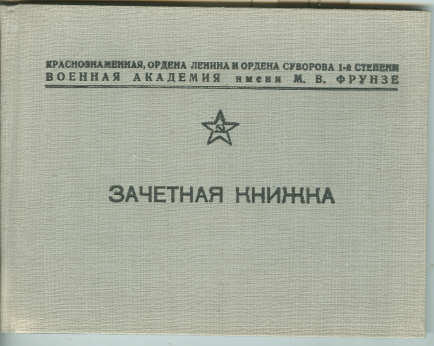 КРАСНОЗНАМЕННАЯ, ОРДЕНА ЛЕНИНА И ОРДЕНА СУВОРОВА 1-й СТЕПЕНИ
ВОЕННАЯ АКАДЕМИЯ имени М. В. ФРУНЗЕ
ЗАЧЕТНАЯ КНИЖКА